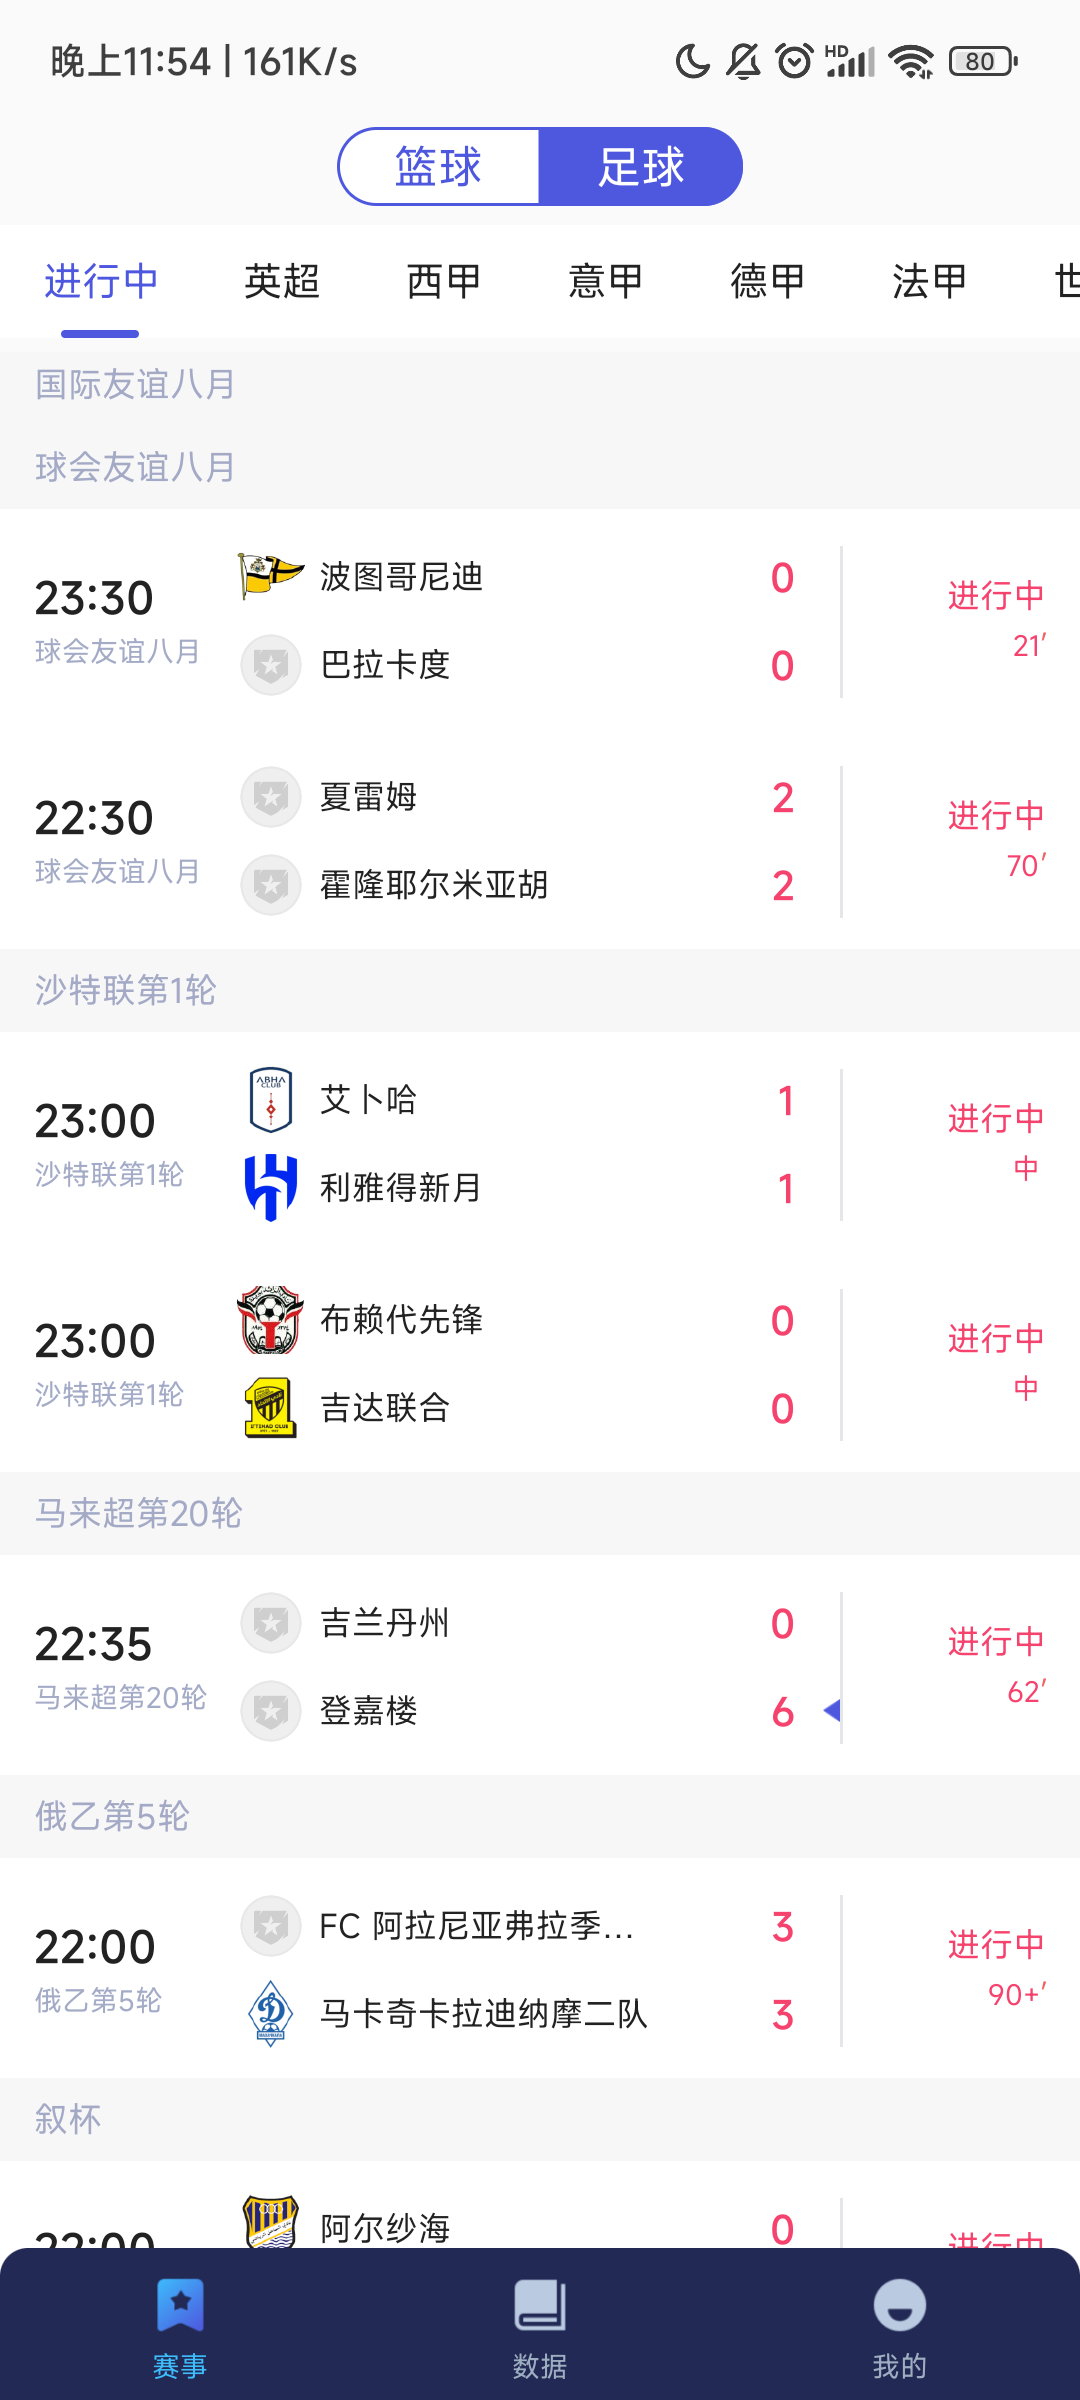 晚上11:54 | 161K/s
HD
80
篮球 足球
进行中 英超 西甲 意甲 德甲 法甲
国际友谊八月
球会友谊八月
波图哥尼迪 0
23:30 进行中
球会友谊八月 21′
巴拉卡度 0
夏雷姆 2
22:30 进行中
球会友谊八月 70′
霍隆耶尔米亚胡 2
沙特联第1轮
ABHA
CLUB
艾卜哈 1
23:00 进行中
沙特联第1轮 中
利雅得新月 1
布赖代先锋 0
23:00 进行中
沙特联第1轮 中
吉达联合 0
马来超第20轮
吉兰丹州 0
22:35 进行中
马来超第20轮 62′
登嘉楼 6
俄乙第5轮
FC 阿拉尼亚弗拉季... 3
22:00 进行中
俄乙第5轮 90+′
马卡奇卡拉迪纳摩二队 3
叙杯
阿尔纱海 0
22:00 进行中
赛事 数据 我的